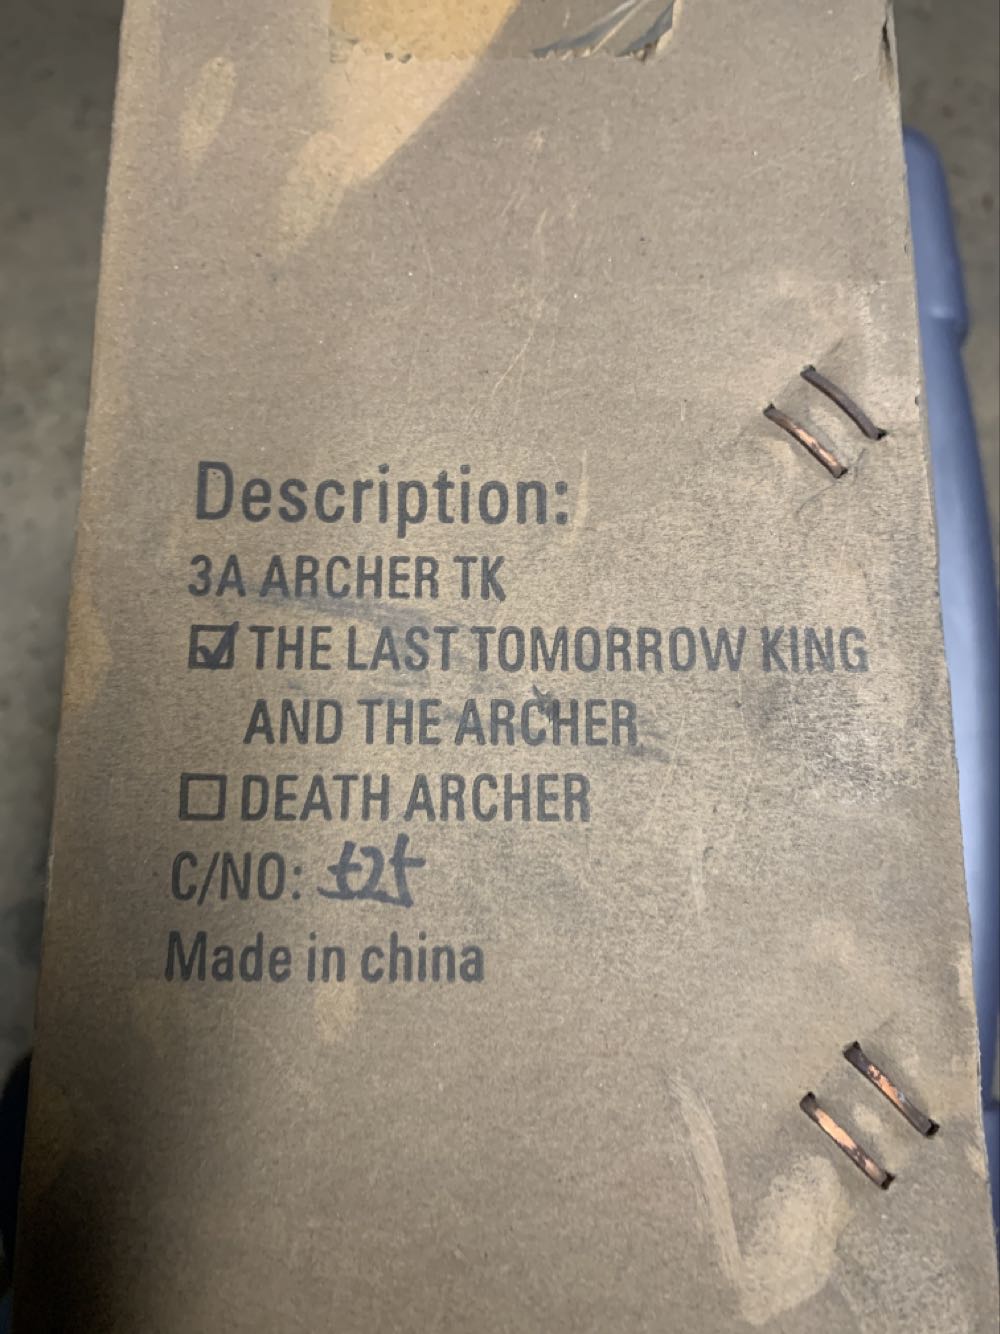 Description:
3A ARCHER TK
☑ THE LAST TOMORROW KING
AND THE ARCHER
☐ DEATH ARCHER
C/NO:
Made in china